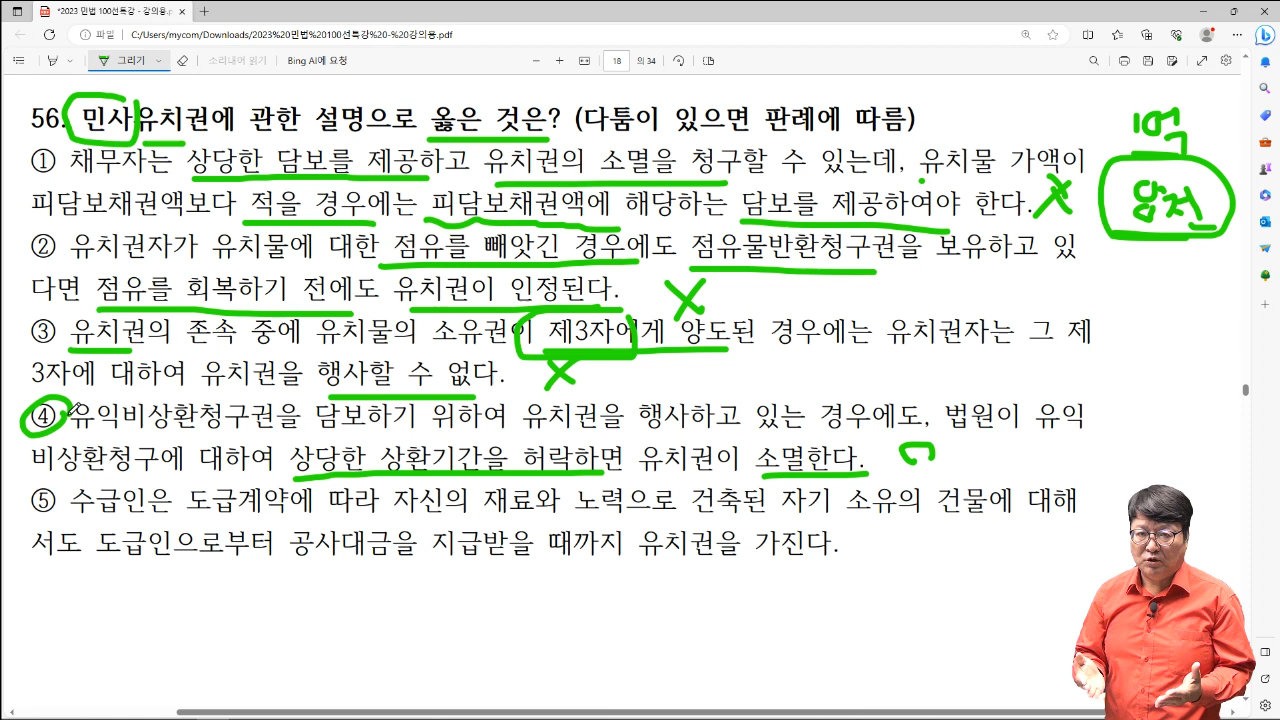 *2023 민법 100선특강 - 강의용.p
파일
C:/Users/mycom/Downloads/2023%20민법%20100선특강%20-%20강의용.pdf
그리기
소리내어 읽기
Bing AI에 요청
18
의34
56. 민사유치권에 관한 설명으로 옳은 것은? (다툼이 있으면 판례에 따름)
① 채무자는 상당한 담보를 제공하고 유치권의 소멸을 청구할 수 있는데, 유치물 가액이
피담보채권액보다 적을 경우에는 피담보채권액에 해당하는 담보를 제공하여야 한다.
② 유치권자가 유치물에 대한 점유를 빼앗긴 경우에도 점유물반환청구권을 보유하고 있
다면 점유를 회복하기 전에도 유치권이 인정된다.
③ 유치권의 존속 중에 유치물의 소유권이 제3자에게 양도된 경우에는 유치권자는 그 제
3자에 대하여 유치권을 행사할 수 없다.
④ 유익비상환청구권을 담보하기 위하여 유치권을 행사하고 있는 경우에도, 법원이 유익
비상환청구에 대하여 상당한 상환기간을 허락하면 유치권이 소멸한다.
⑤ 수급인은 도급계약에 따라 자신의 재료와 노력으로 건축된 자기 소유의 건물에 대해
서도 도급인으로부터 공사대금을 지급받을 때까지 유치권을 가진다.
1억